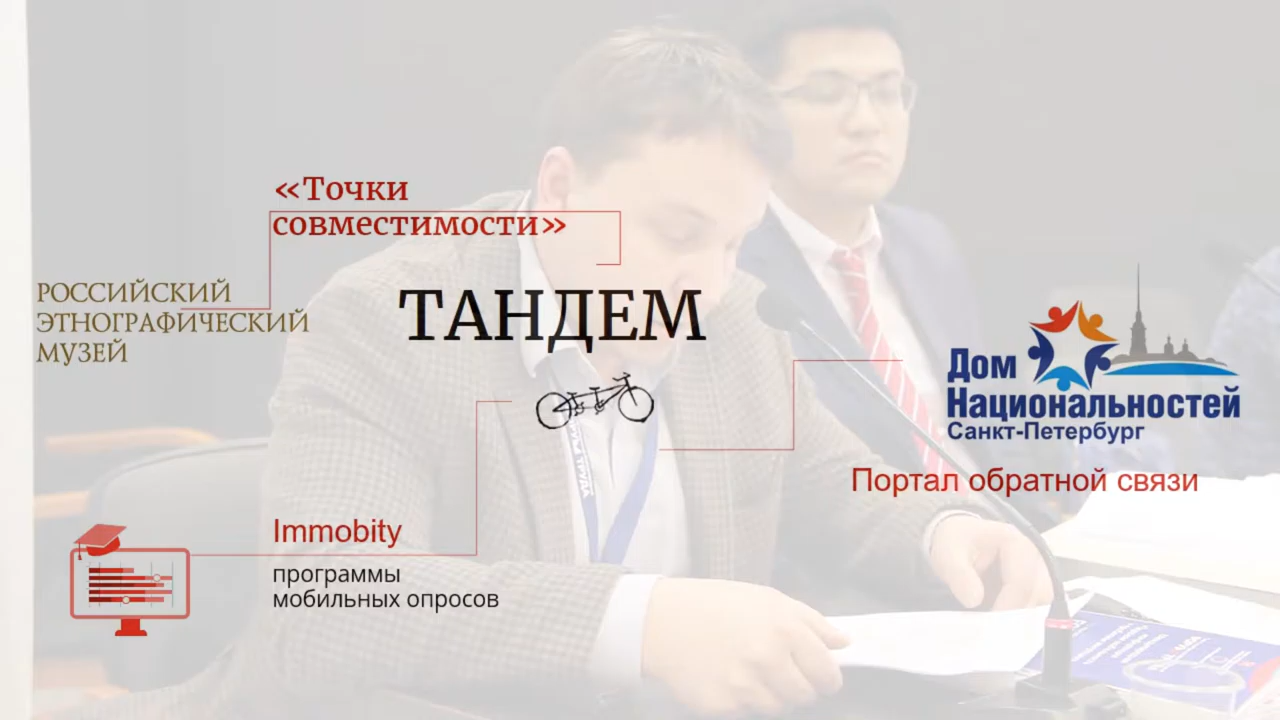 «Точки
совместимости»
РОССИЙСКИЙ
ЭТНОГРАФИЧЕСКИЙ
МУЗЕЙ
ТАНДЕМ
Дом
Национальностей
Санкт-Петербург
Портал обратной связи
Immobity
программы
мобильных опросов